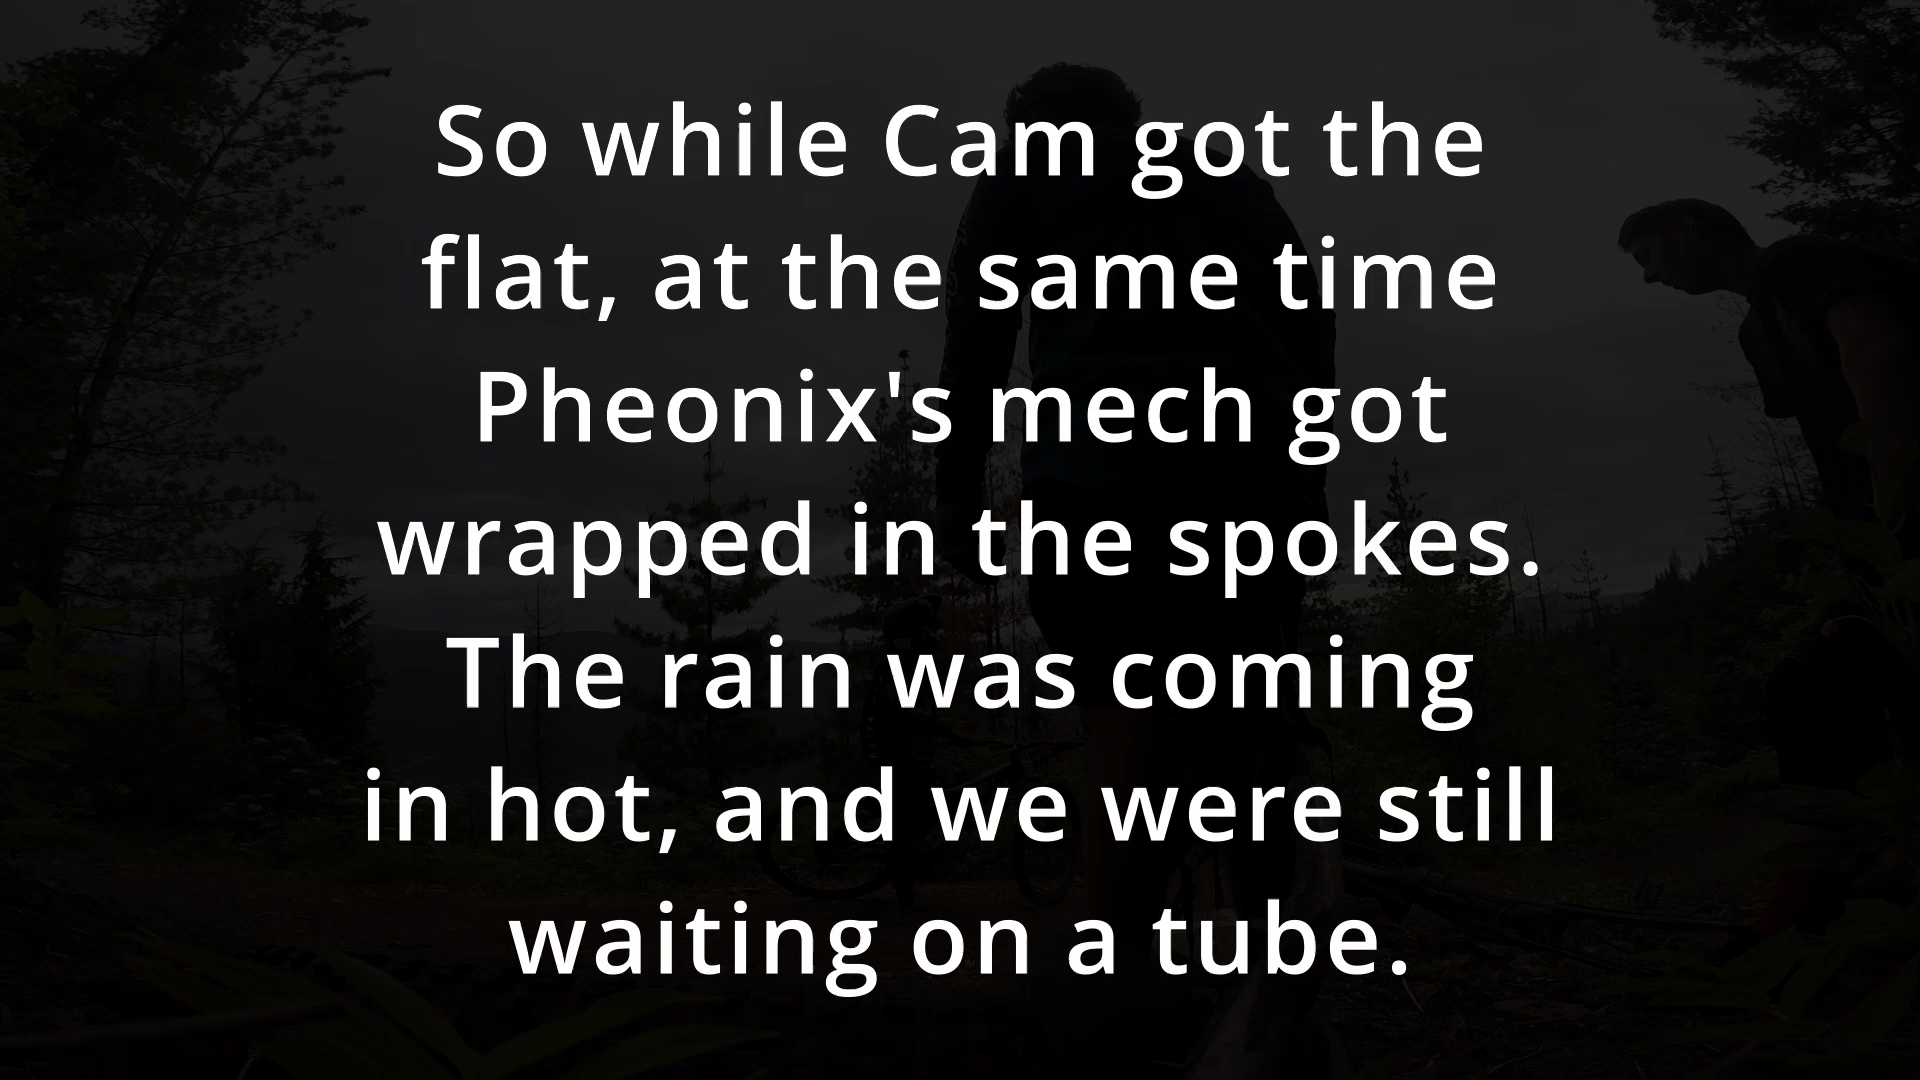 So while Cam got the
flat, at the same time
Pheonix's mech got
wrapped in the spokes.
The rain was coming
in hot, and we were still
waiting on a tube.